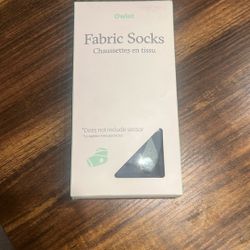 Owlet
Fabric Socks
Chaussettes en tissu
*Does not include sensor